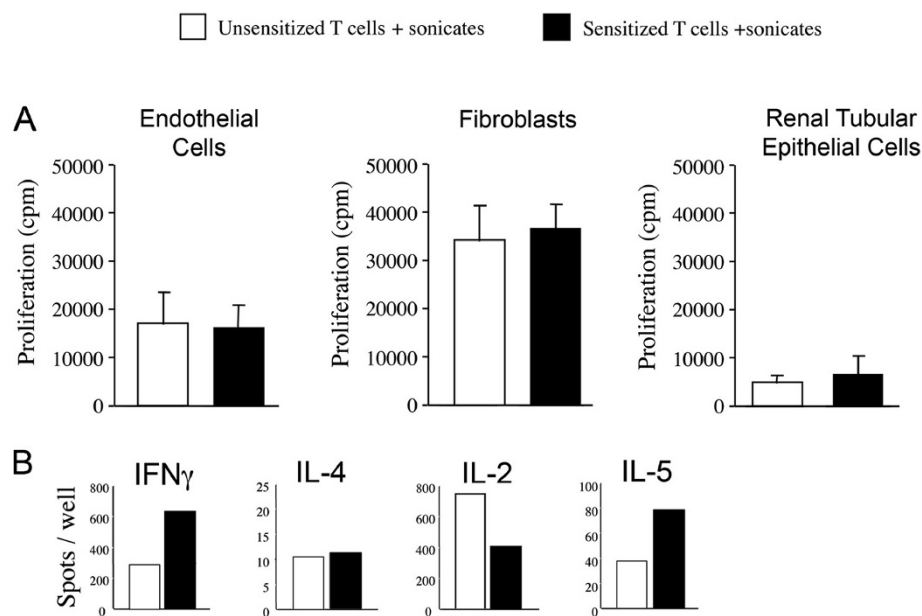 Unsensitized T cells + sonicates
Sensitized T cells +sonicates
A
Endothelial
Cells
Fibroblasts
Renal Tubular
Epithelial Cells
Proliferation (cpm)
50000
40000
30000
20000
10000
0
Proliferation (cpm)
50000
40000
30000
20000
10000
0
Proliferation (cpm)
50000
40000
30000
20000
10000
0
B
IFNγ
IL-4
IL-2
IL-5
Spots / well
800
600
400
200
0
25
20
15
10
5
0
800
600
400
200
0
100
80
60
40
20
0